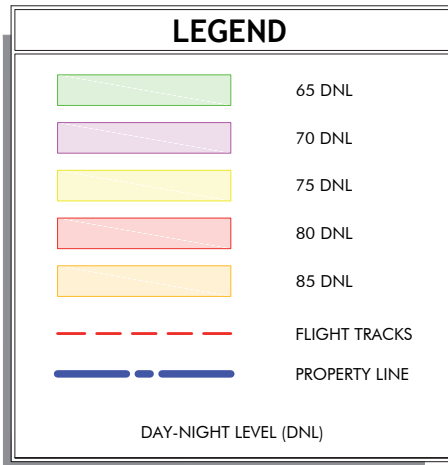 LEGEND
65 DNL
70 DNL
75 DNL
80 DNL
85 DNL
FLIGHT TRACKS
PROPERTY LINE
DAY-NIGHT LEVEL (DNL)